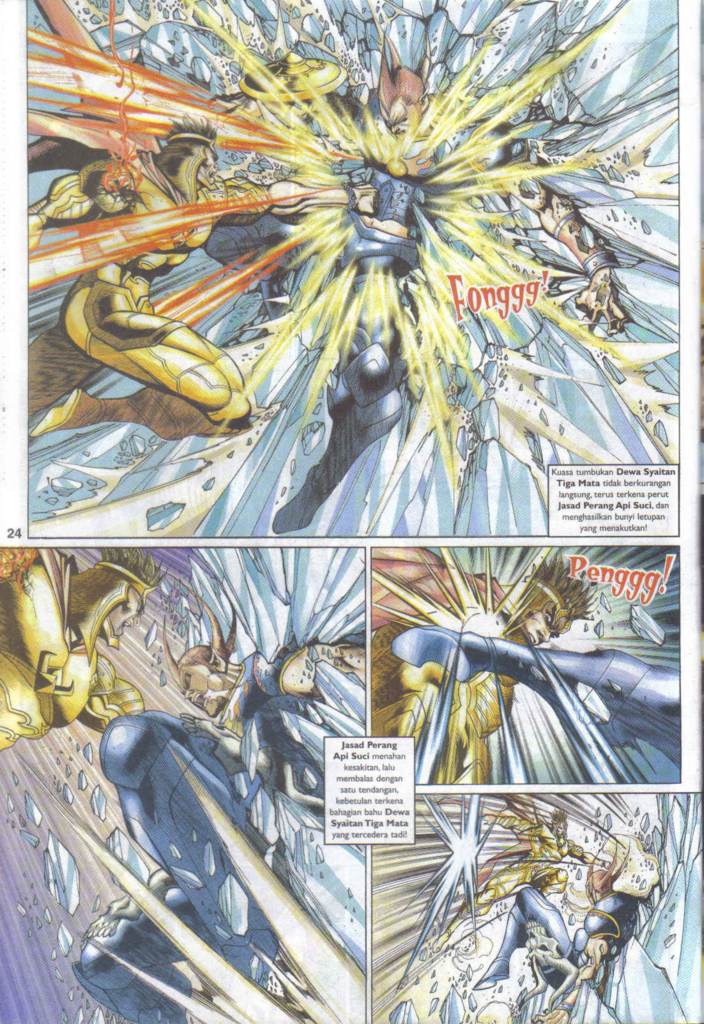 Fonggg!
Kuasa tumbukan Dewa Syaitan
Tiga Mata tidak berkurangan
langsung, terus terkena perut
Jasad Perang Api Suci, dan
menghasilkan bunyi letupan
yang menakutkan!
24
Penggg!
Jasad Perang
Api Suci menahan
kesakitan, lalu
membalas dengan
satu tendangan,
kebetulan terkena
bahagian bahu Dewa
Syaitan Tiga Mata
yang tercedera tadi!